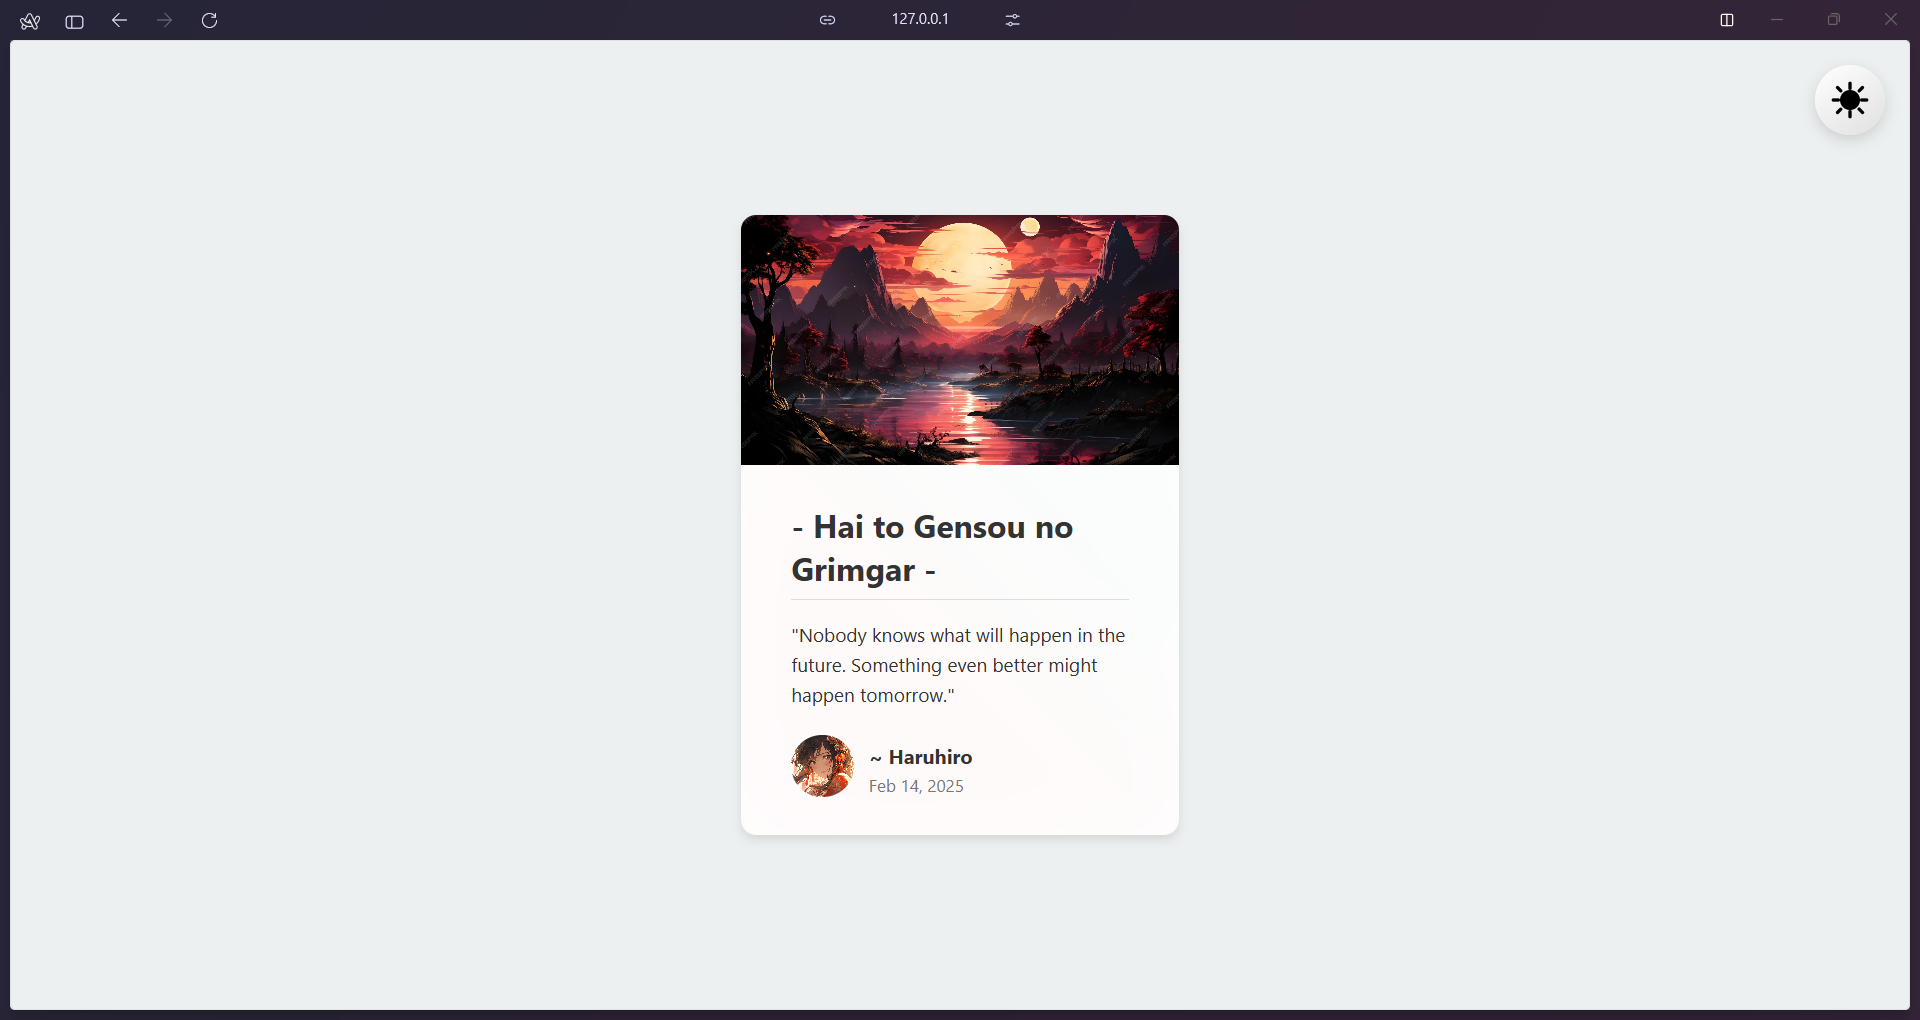 127.0.0.1
- Hai to Gensou no
Grimgar -
"Nobody knows what will happen in the
future. Something even better might
happen tomorrow."
~ Haruhiro
Feb 14, 2025